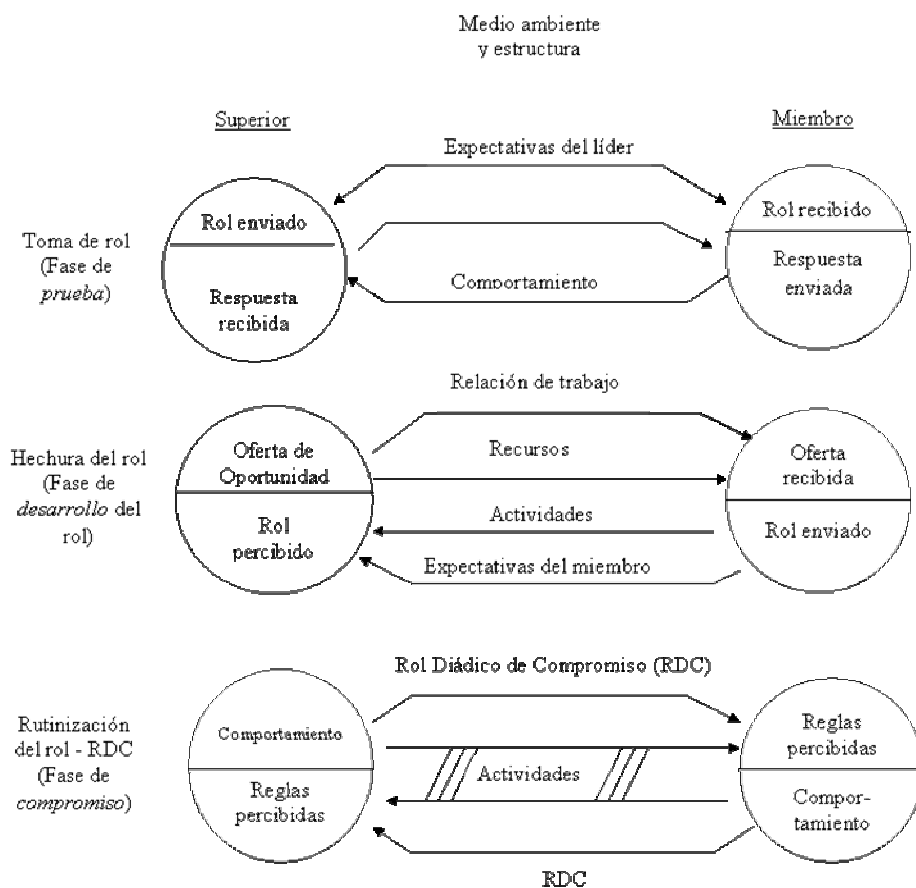 Medio ambiente
y estructura
Superior
Miembro
Expectativas del líder
Toma de rol
(Fase de
prueba)
Rol enviado
Respuesta
recibida
Comportamiento
Rol recibido
Respuesta
enviada
Relación de trabajo
Hechura del rol
(Fase de
desarrollo del
rol)
Oferta de
Oportunidad
Rol
percibido
Recursos
Actividades
Expectativas del miembro
Oferta
recibida
Rol enviado
Rol Diádico de Compromiso (RDC)
Rutinización
del rol - RDC
(Fase de
compromiso)
Comportamiento
Reglas
percibidas
Actividades
Reglas
percibidas
Compor-
tamiento
RDC